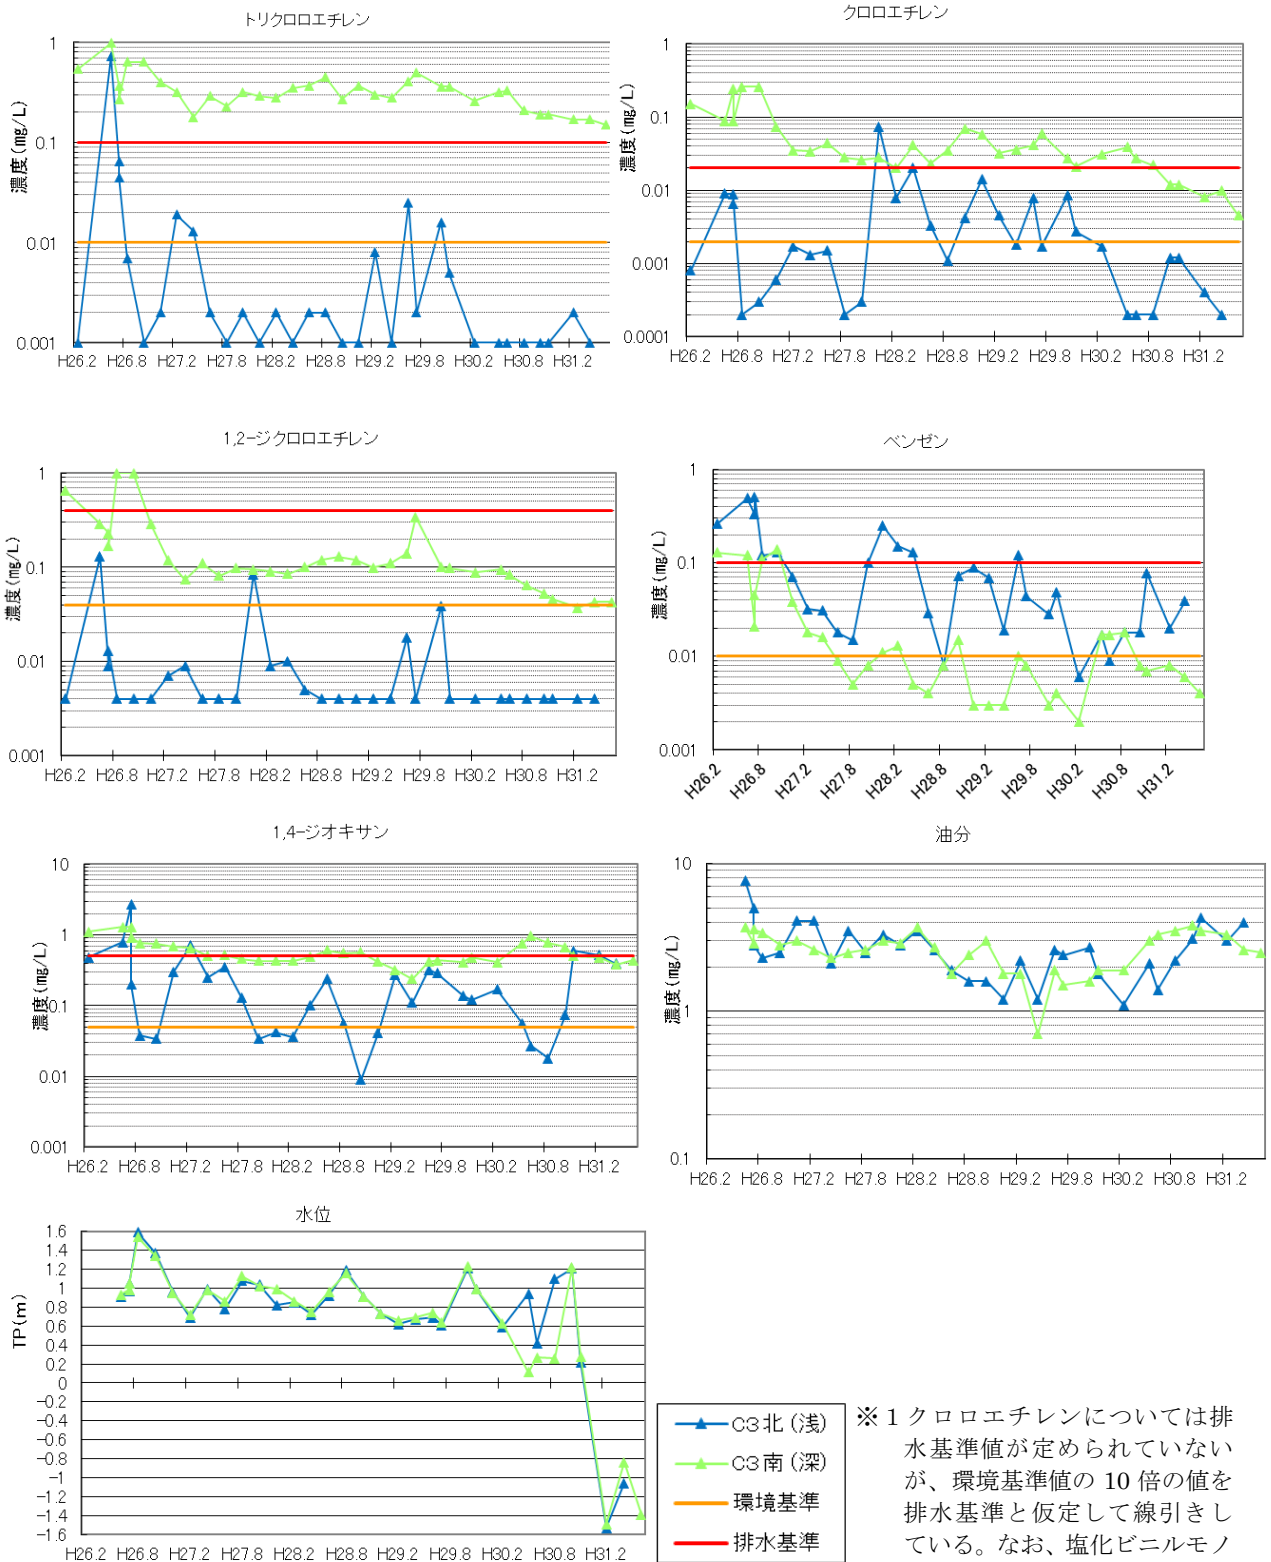 トリクロロエチレン
濃度(mg/L)
1
0.1
0.01
0.001
H26.2 H26.8 H27.2 H27.8 H28.2 H28.8 H29.2 H29.8 H30.2 H30.8 H31.2
クロロエチレン
濃度(mg/L)
1
0.1
0.01
0.001
0.0001
H26.2 H26.8 H27.2 H27.8 H28.2 H28.8 H29.2 H29.8 H30.2 H30.8 H31.2
1,2-ジクロロエチレン
濃度(mg/L)
1
0.1
0.01
0.001
H26.2 H26.8 H27.2 H27.8 H28.2 H28.8 H29.2 H29.8 H30.2 H30.8 H31.2
ベンゼン
濃度(mg/L)
1
0.1
0.01
0.001
H26.2 H26.8 H27.2 H27.8 H28.2 H28.8 H29.2 H29.8 H30.2 H30.8 H31.2
1,4-ジオキサン
濃度(mg/L)
10
1
0.1
0.01
0.001
H26.2 H26.8 H27.2 H27.8 H28.2 H28.8 H29.2 H29.8 H30.2 H30.8 H31.2
油分
濃度(mg/L)
10
1
0.1
H26.2 H26.8 H27.2 H27.8 H28.2 H28.8 H29.2 H29.8 H30.2 H30.8 H31.2
水位
TP(m)
1.6
1.4
1.2
1
0.8
0.6
0.4
0.2
0
-0.2
-0.4
-0.6
-0.8
-1
-1.2
-1.4
-1.6
H26.2 H26.8 H27.2 H27.8 H28.2 H28.8 H29.2 H29.8 H30.2 H30.8 H31.2
C3北(浅)
C3南(深)
環境基準
排水基準
※1クロロエチレンについては排
水基準値が定められていない
が、環境基準値の 10 倍の値を
排水基準と仮定して線引きし
ている。なお、塩化ビニルモノ